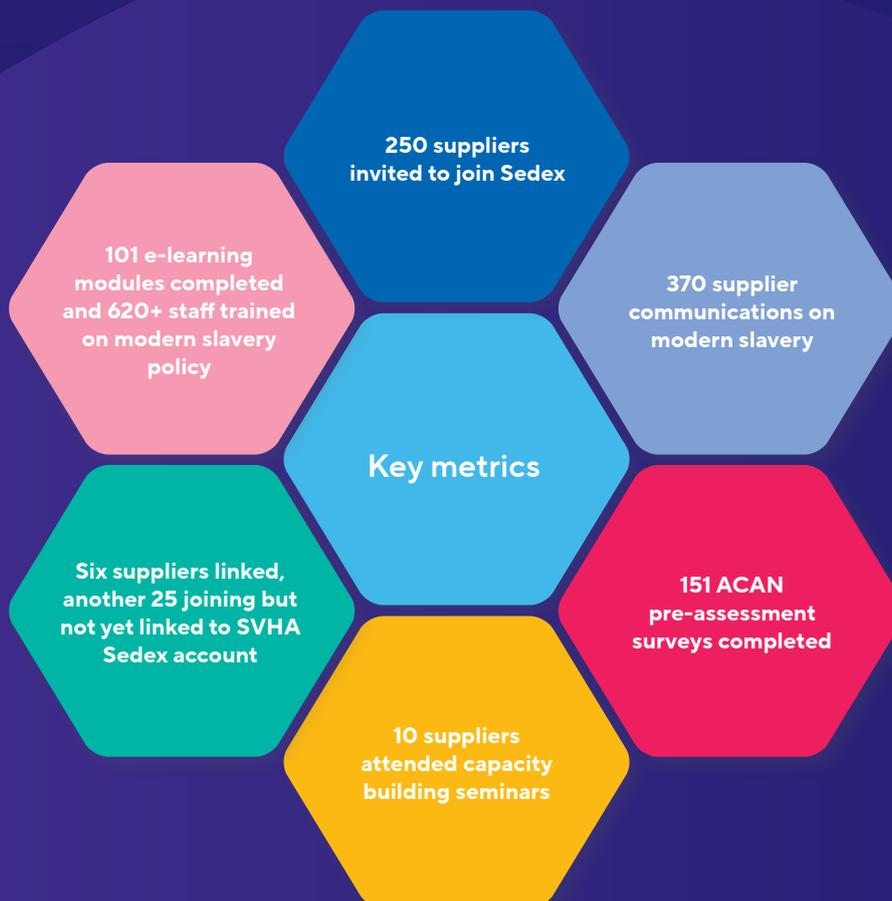 250 suppliers
invited to join Sedex
101 e-learning
modules completed
and 620+ staff trained
on modern slavery
policy
370 supplier
communications on
modern slavery
Key metrics
Six suppliers linked,
another 25 joining but
not yet linked to SVHA
Sedex account
151 ACAN
pre-assessment
surveys completed
10 suppliers
attended capacity
building seminars